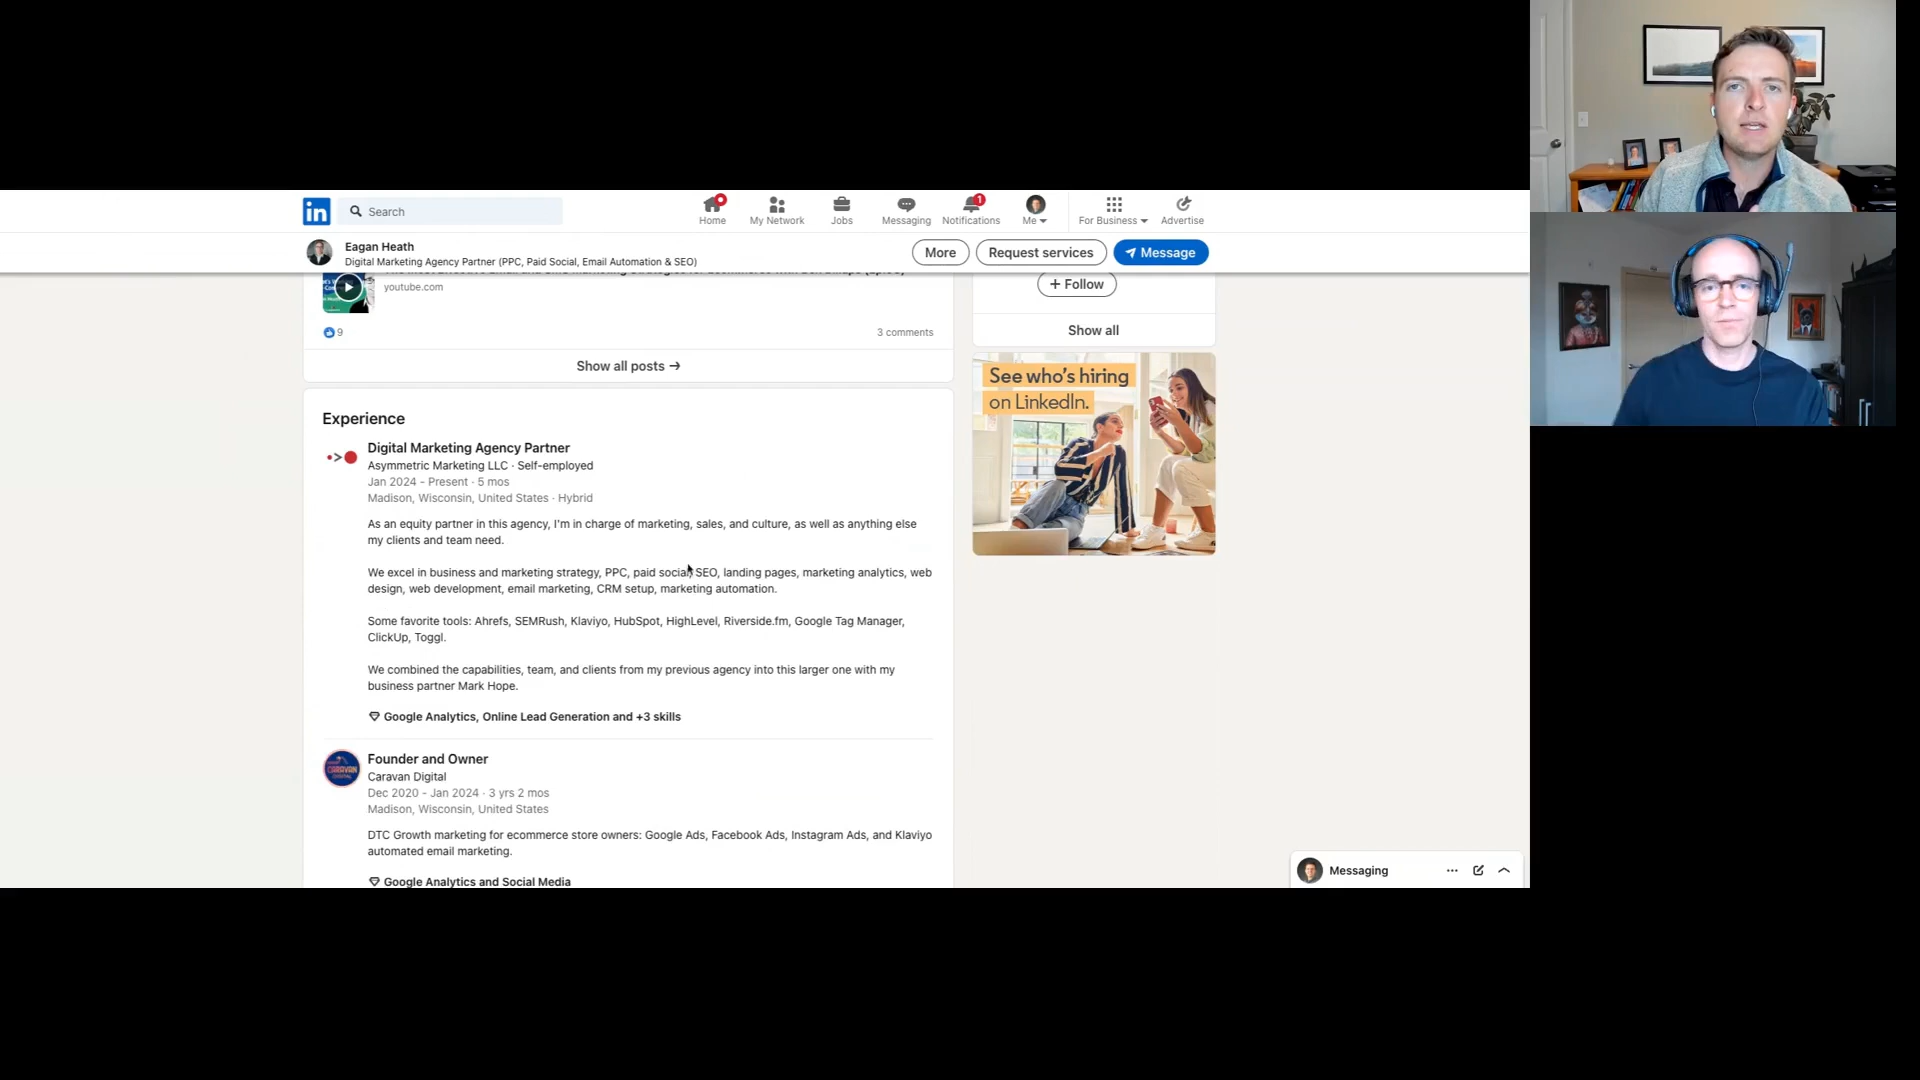 in
Search
Home
My Network
Jobs
Messaging
1
Notifications
Me
For Business
Advertise
Eagan Heath
Digital Marketing Agency Partner (PPC, Paid Social, Email Automation & SEO)
More
Request services
Message
youtube.com
9
3 comments
Show all posts →
+ Follow
Show all
See who's hiring
on LinkedIn.
Experience
Digital Marketing Agency Partner
Asymmetric Marketing LLC · Self-employed
Jan 2024 - Present · 5 mos
Madison, Wisconsin, United States · Hybrid
As an equity partner in this agency, I'm in charge of marketing, sales, and culture, as well as anything else
my clients and team need.
We excel in business and marketing strategy, PPC, paid social, SEO, landing pages, marketing analytics, web
design, web development, email marketing, CRM setup, marketing automation.
Some favorite tools: Ahrefs, SEMRush, Klaviyo, HubSpot, HighLevel, Riverside.fm, Google Tag Manager,
ClickUp, Toggl.
We combined the capabilities, team, and clients from my previous agency into this larger one with my
business partner Mark Hope.
Google Analytics, Online Lead Generation and +3 skills
Founder and Owner
Caravan Digital
Dec 2020 - Jan 2024 · 3 yrs 2 mos
Madison, Wisconsin, United States
DTC Growth marketing for ecommerce store owners: Google Ads, Facebook Ads, Instagram Ads, and Klaviyo
automated email marketing.
Google Analytics and Social Media
Messaging